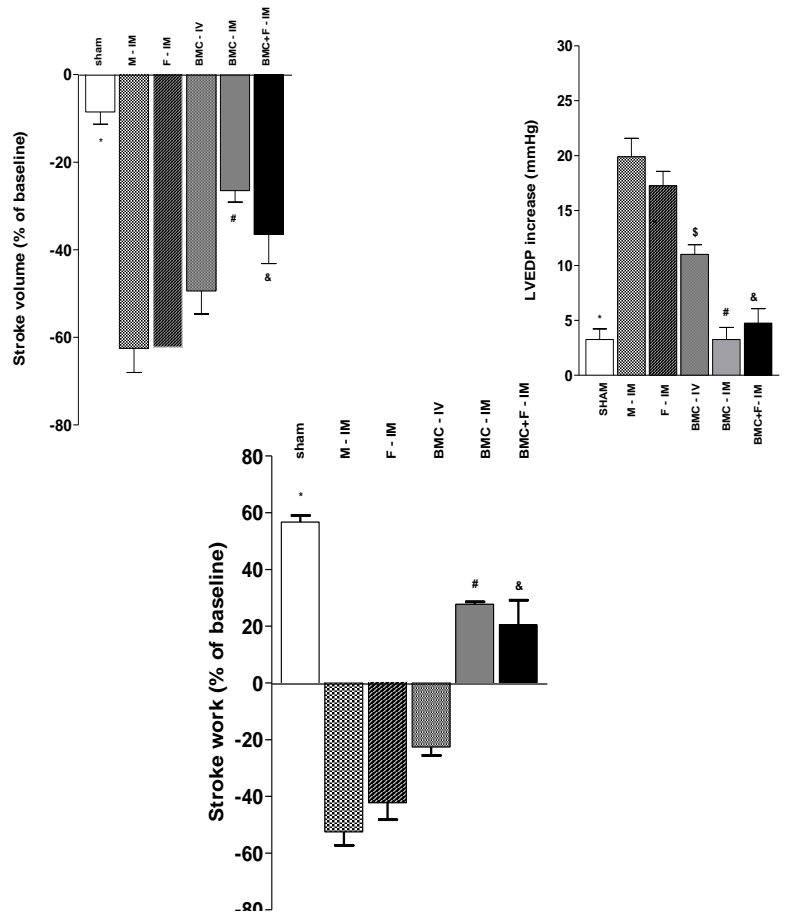 sham
M - IM
F - IM
BMC - IV
BMC - IM
BMC+F - IM
Stroke volume (% of baseline)
0
-20
-40
-60
-80
*
#
&
LVEDP increase (mmHg)
30
25
20
15
10
5
0
*
*
$
#
&
SHAM
M - IM
F - IM
BMC - IV
BMC - IM
BMC+F- IM
sham
M - IM
F - IM
BMC - IV
BMC - IM
BMC+F - IM
Stroke work (% of baseline)
80
60
40
20
0
-20
-40
-60
-80
*
#
&